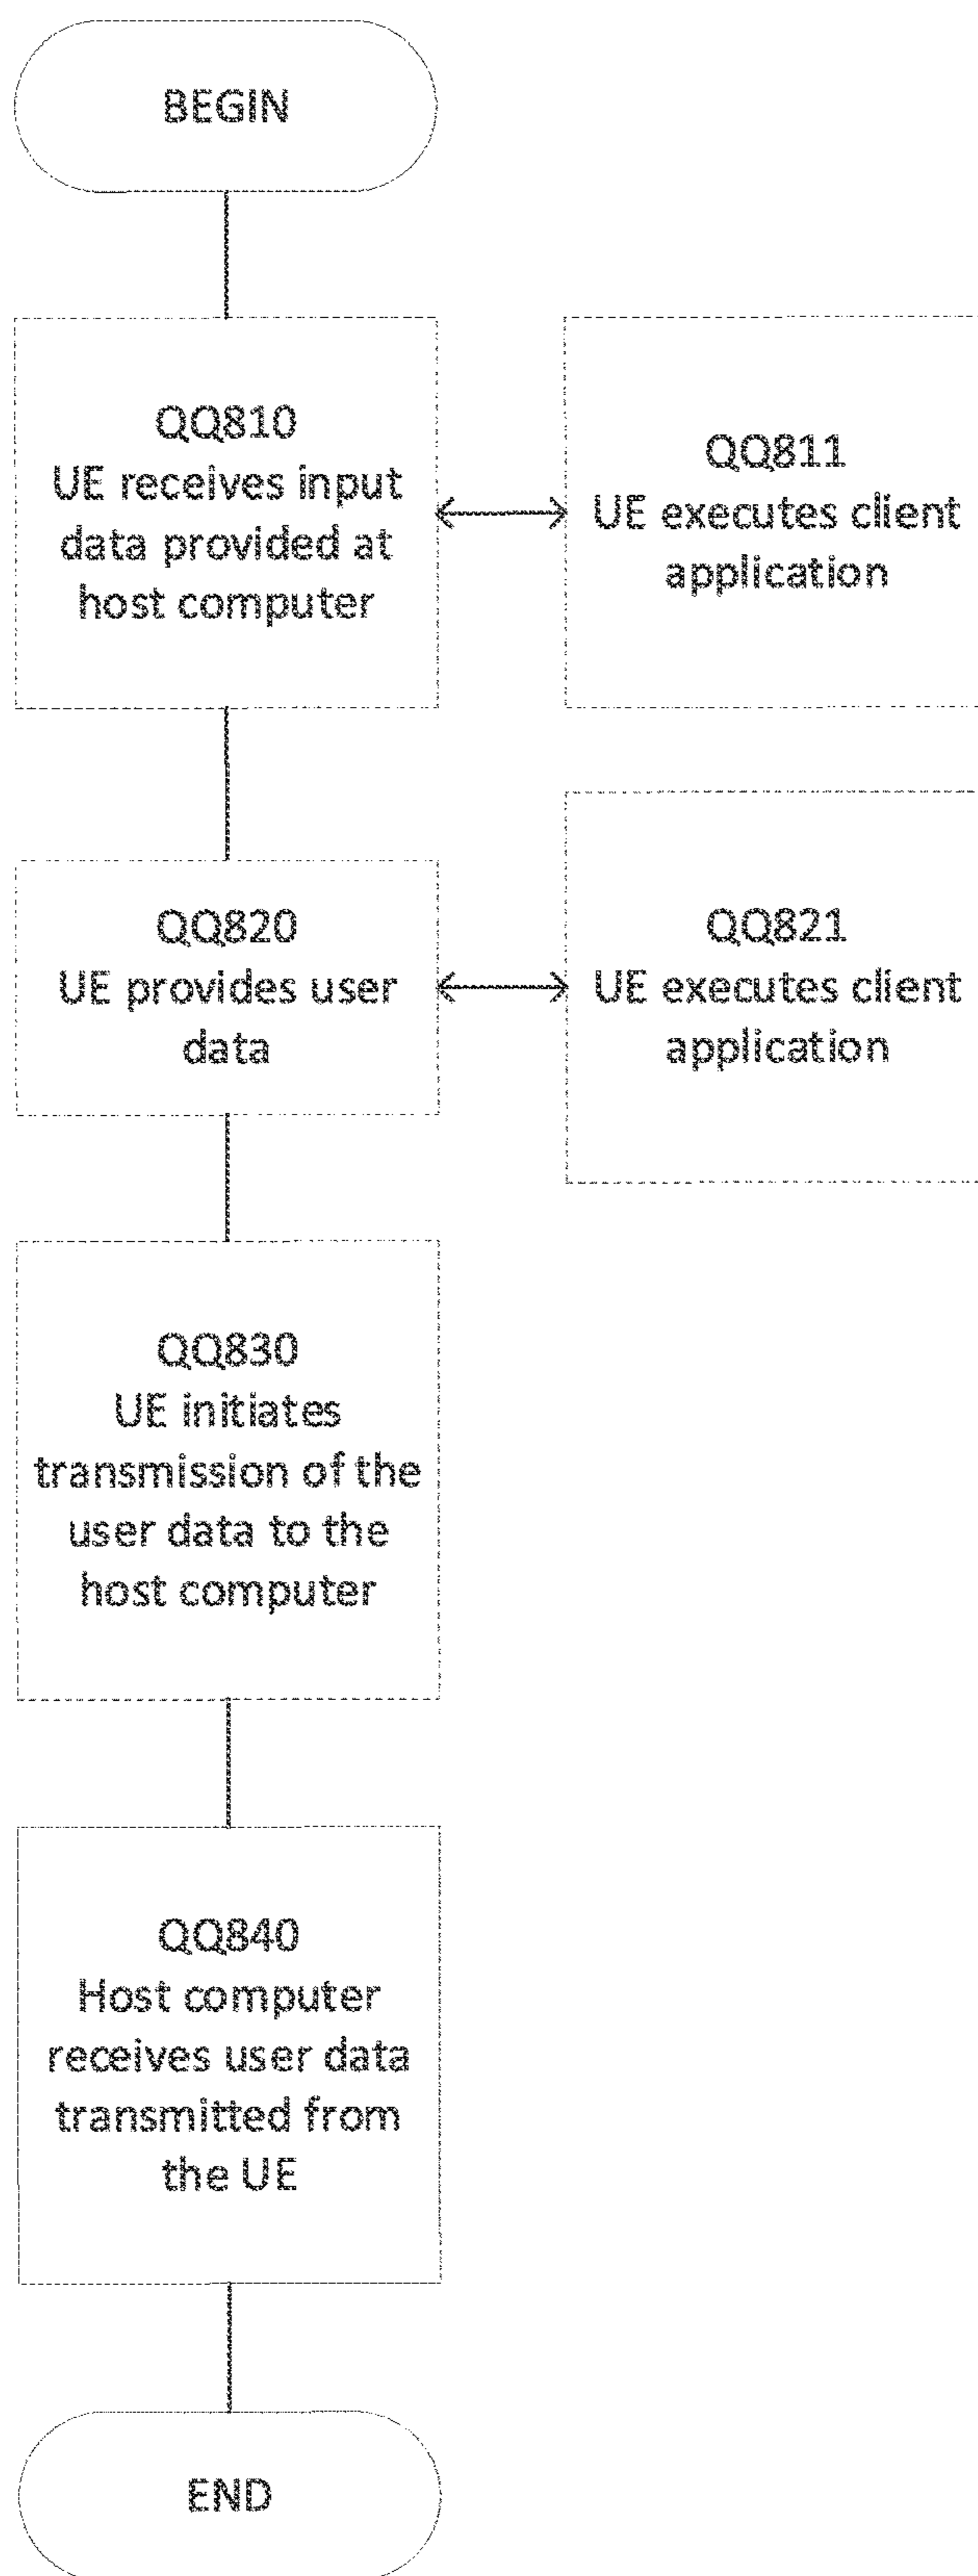 BEGIN
QQ810
UE receives input
data provided at
host computer
QQ811
UE executes client
application
QQ820
UE provides user
data
QQ821
UE executes client
application
QQ830
UE initiates
transmission of the
user data to the
host computer
QQ840
Host computer
receives user data
transmitted from
the UE
END